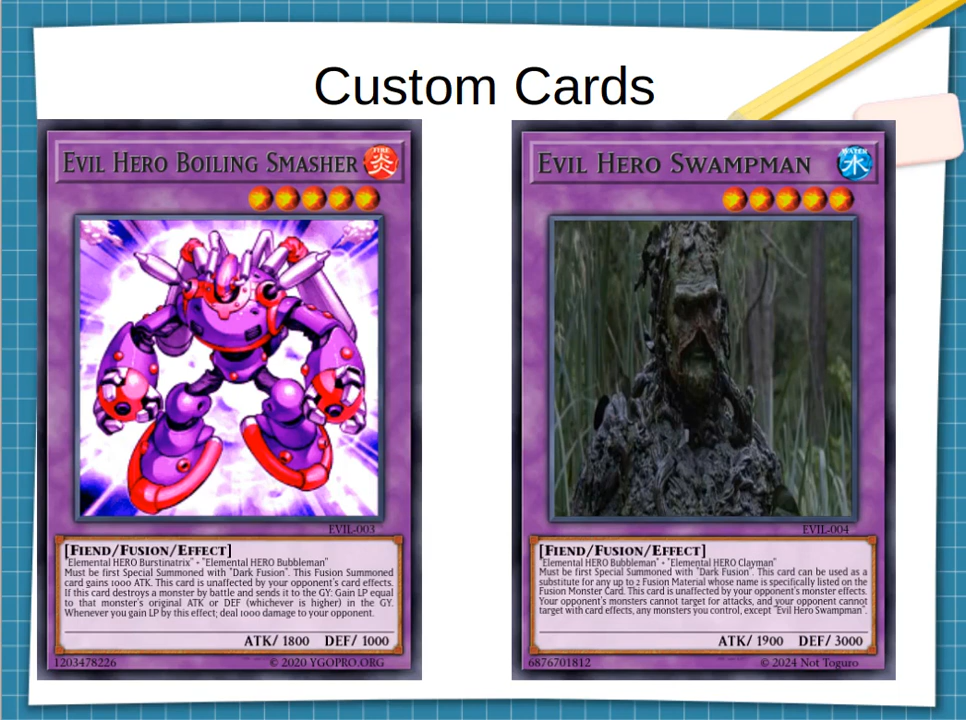 Custom Cards
EVIL HERO BOILING SMASHER
FIRE
炎
EVIL-003
[FIEND/FUSION/EFFECT]
"Elemental HERO Burstinatrix" + "Elemental HERO Bubbleman"
Must be first Special Summoned with "Dark Fusion". This Fusion Summoned
card gains 1000 ATK. This card is unaffected by your opponent's card effects.
If this card destroys a monster by battle and sends it to the GY: Gain LP equal
to that monster's original ATK or DEF (whichever is higher) in the GY.
Whenever you gain LP by this effect; deal 1000 damage to your opponent.
ATK/ 1800 DEF/ 1000
1203478226 © 2020 YGOPRO.ORG
EVIL HERO SWAMPMAN
WATER
水
EVIL-004
[FIEND/FUSION/EFFECT]
"Elemental HERO Bubbleman" + "Elemental HERO Clayman"
Must be first Special Summoned with "Dark Fusion". This card can be used as a
substitute for any up to 2 Fusion Material whose name is specifically listed on the
Fusion Monster Card. This card is unaffected by your opponent's monster effects.
Your opponent's monsters cannot target for attacks, and your opponent cannot
target with card effects, any monsters you control, except "Evil Hero Swampman".
ATK/ 1900 DEF/ 3000
6876701812 © 2024 Not Toguro